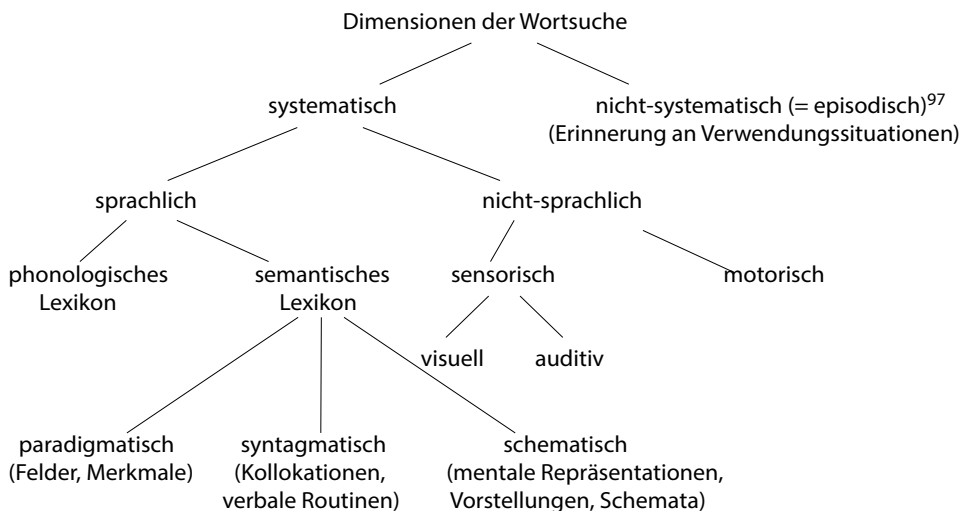 Dimensionen der Wortsuche
systematisch
nicht-systematisch (= episodisch)⁹⁷
(Erinnerung an Verwendungssituationen)
sprachlich
nicht-sprachlich
phonologisches
Lexikon
semantisches
Lexikon
sensorisch
motorisch
visuell
auditiv
paradigmatisch
(Felder, Merkmale)
syntagmatisch
(Kollokationen,
verbale Routinen)
schematisch
(mentale Repräsentationen,
Vorstellungen, Schemata)